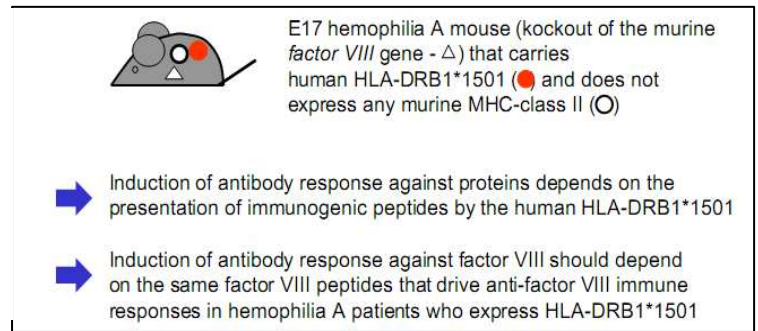 E17 hemophilia A mouse (kockout of the murine
factor VIII gene - △) that carries
human HLA-DRB1*1501 (●) and does not
express any murine MHC-class II (O)
Induction of antibody response against proteins depends on the
presentation of immunogenic peptides by the human HLA-DRB1*1501
Induction of antibody response against factor VIII should depend
on the same factor VIII peptides that drive anti-factor VIII immune
responses in hemophilia A patients who express HLA-DRB1*1501